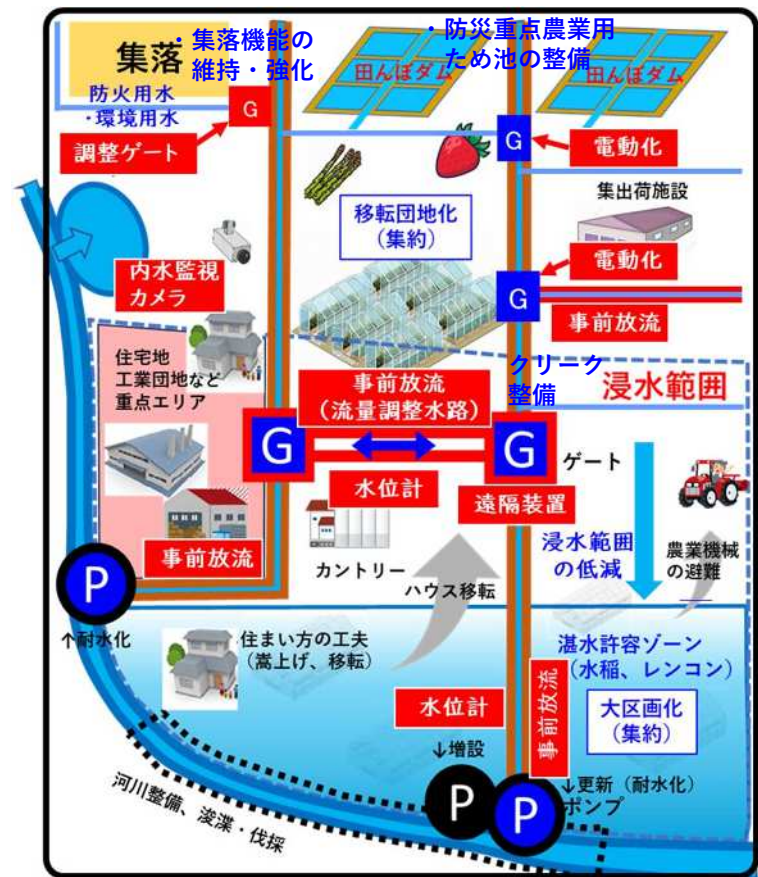 集落
・集落機能の
維持・強化
・防災重点農業用
ため池の整備
田んぼダム
田んぼダム
防火用水
・環境用水
G
調整ゲート
G
電動化
集出荷施設
移転団地化
(集約)
電動化
G
事前放流
内水監視
カメラ
住宅地
工業団地など
重点エリア
クリーク
整備
浸水範囲
事前放流
(流量調整水路)
G
G
ゲート
水位計
遠隔装置
事前放流
カントリー
ハウス移転
浸水範囲
の低減
農業機械
の避難
P
↑耐水化
住まい方の工夫
(嵩上げ、移転)
湛水許容ゾーン
(水稲、レンコン)
水位計
事前放流
大区画化
(集約)
↓増設
P
P
↓更新(耐水化)
ポンプ
河川整備、浚渫・伐採